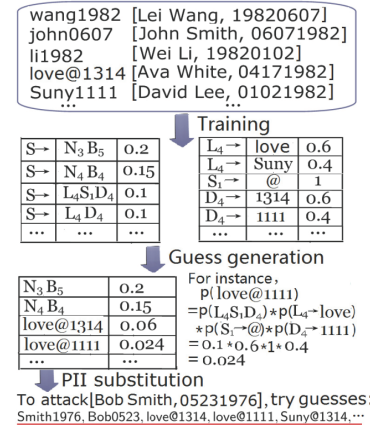 wang1982 [Lei Wang, 19820607]
john0607 [John Smith, 06071982]
li1982 [Wei Li, 19820102]
love@1314 [Ava White, 04171982]
Suny1111 [David Lee, 01021982]
... ...
Training
S→ N₃B₅ 0.2
S→ N₄B₄ 0.15
S→ L₄S₁D₄ 0.1
S→ L₄D₄ 0.1
... ... ...
L₄→ love 0.6
L₄→ Suny 0.4
S₁→ @ 1
D₄→ 1314 0.6
D₄→ 1111 0.4
... ... ...
Guess generation
N₃B₅ 0.2
N₄B₄ 0.15
love@1314 0.06
love@1111 0.024
... ...
For instance,
p(love@1111)
=p(L₄S₁D₄)*p(L₄→love)
*p(S₁→@)*p(D₄→1111)
=0.1*0.6*1*0.4
=0.024
PII substitution
To attack[Bob Smith,05231976],try guesses:
Smith1976, Bob0523, love@1314, love@1111, Suny@1314,...